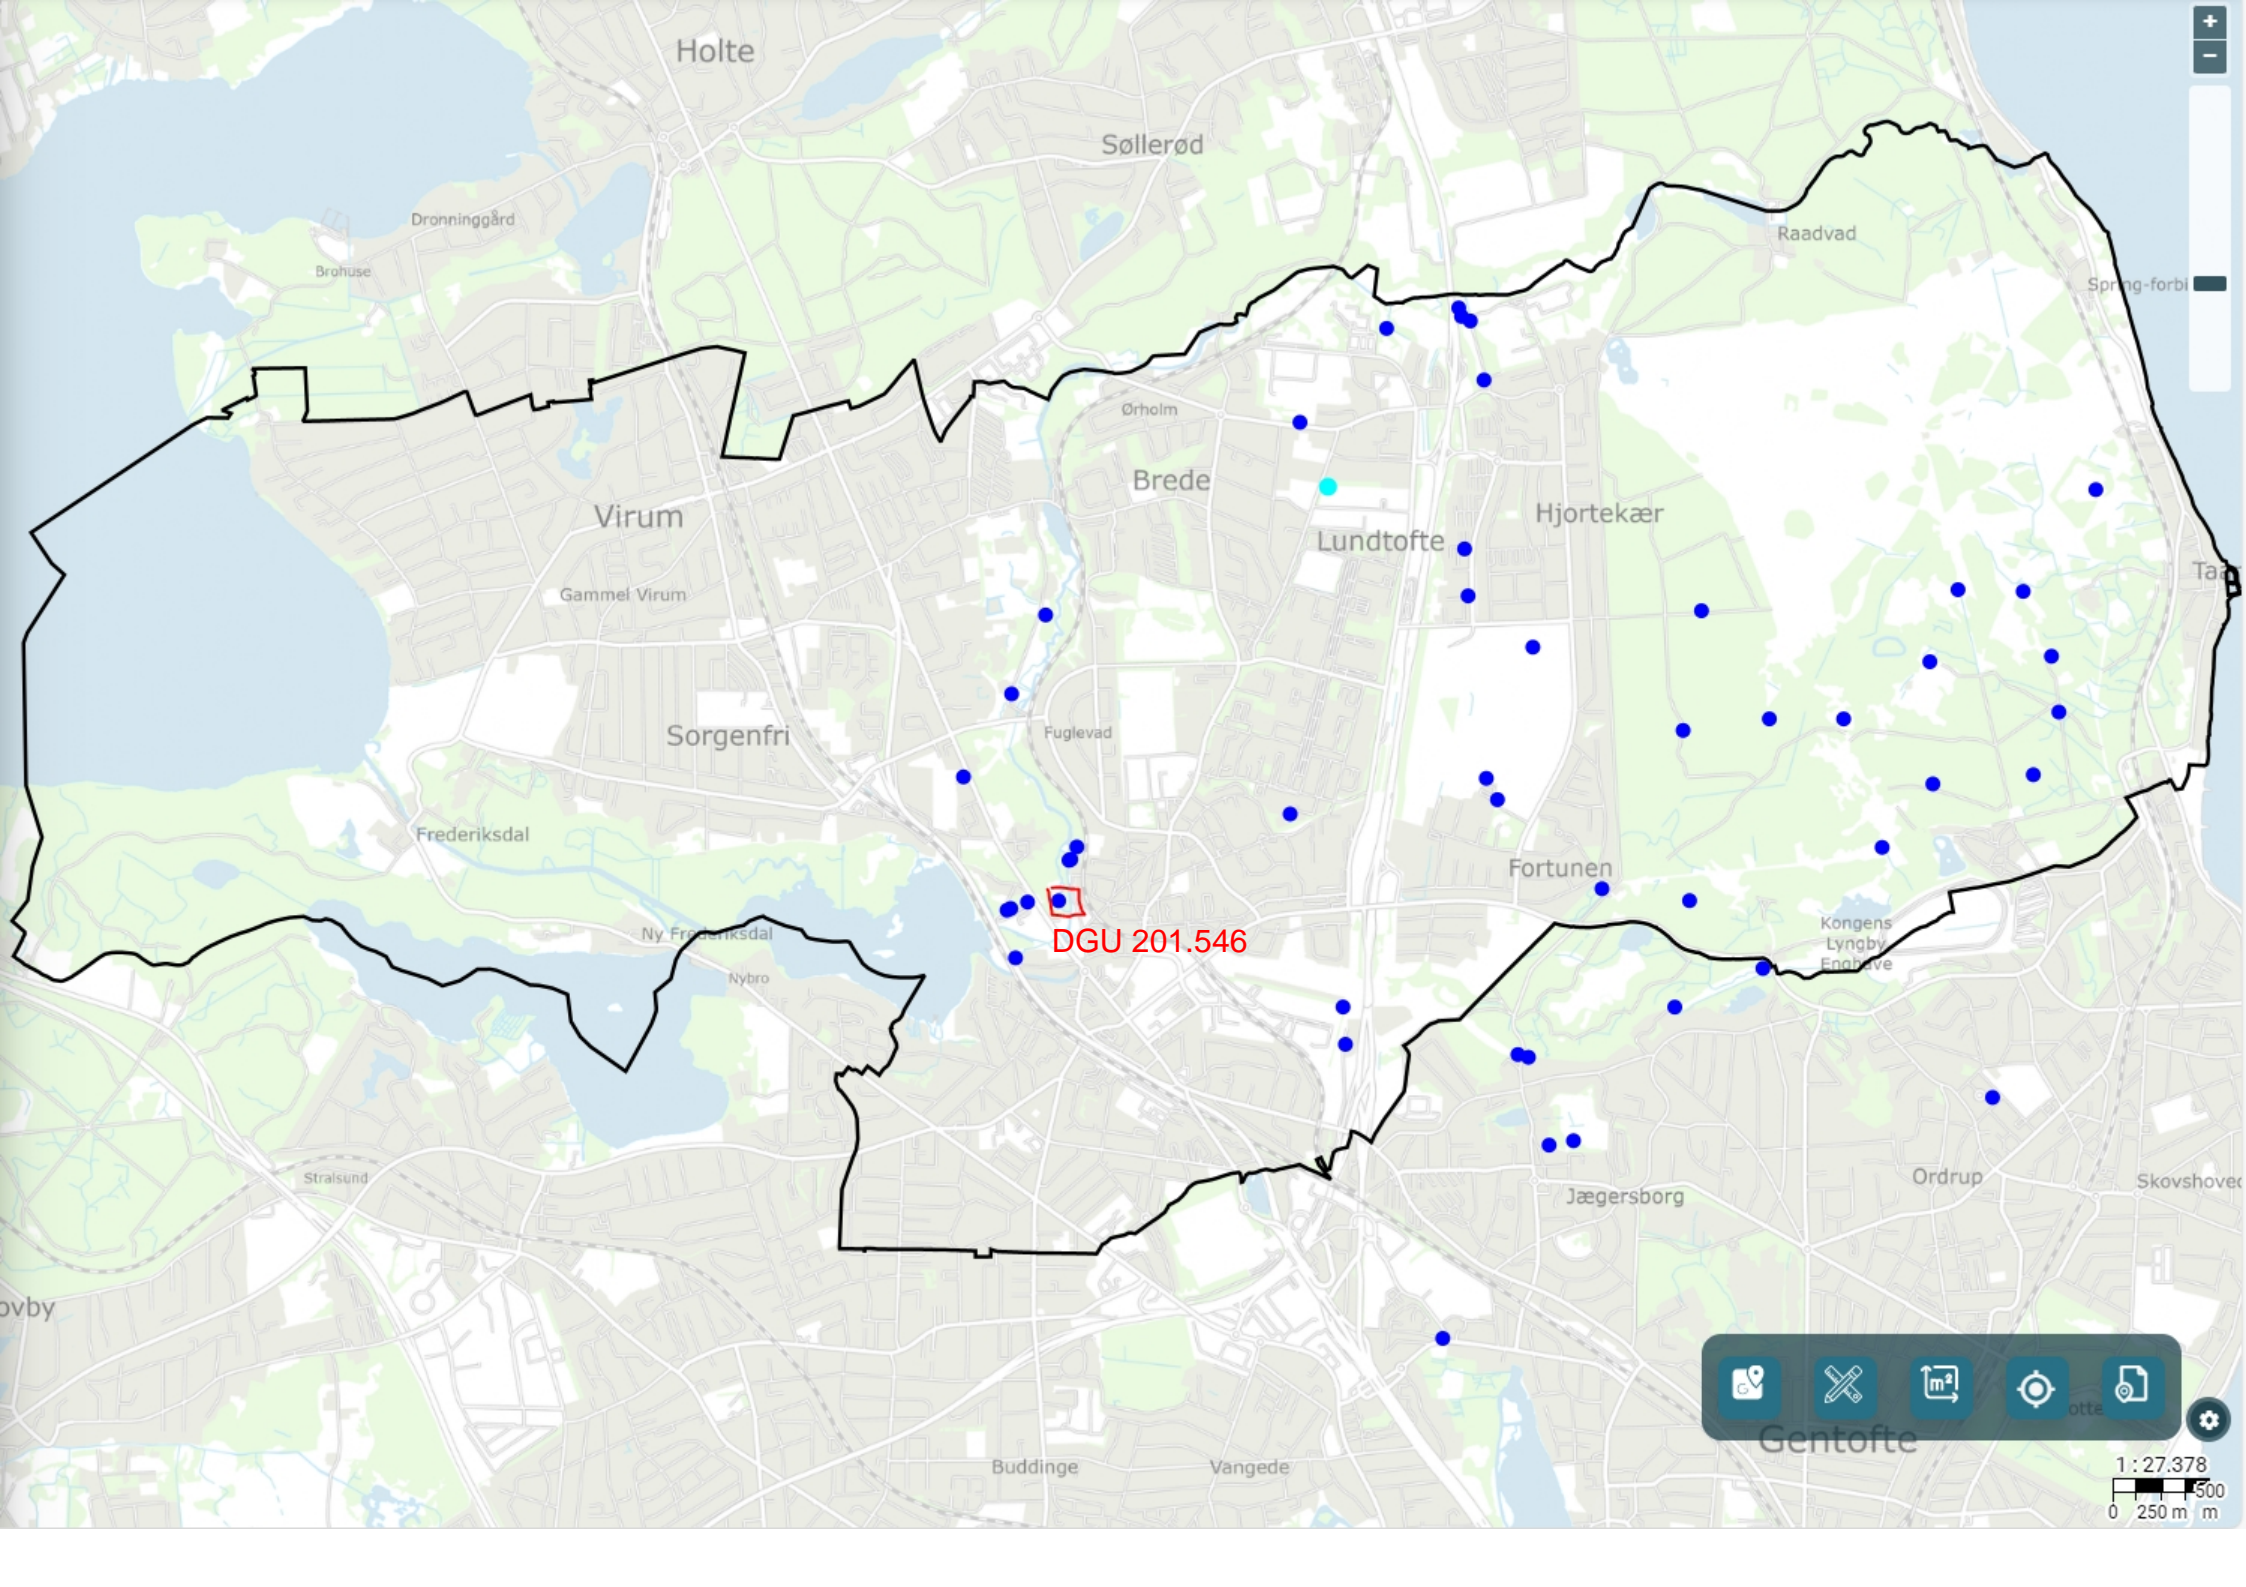 Holte
+
−
Søllerød
Dronninggård
Raadvad
Brohuse
Spring-forbi
Ørholm
Brede
Virum
Hjortekær
Lundtofte
Gammel Virum
Sorgenfri
Fuglevad
Frederiksdal
Fortunen
Ny Frederiksdal
DGU 201.546
Kongens
Lyngby
Enghave
Nybro
Stralsund
Ordrup
Jægersborg
G
m²
Gentofte
Buddinge
Vangede
1 : 27.378
500
0 250 m m